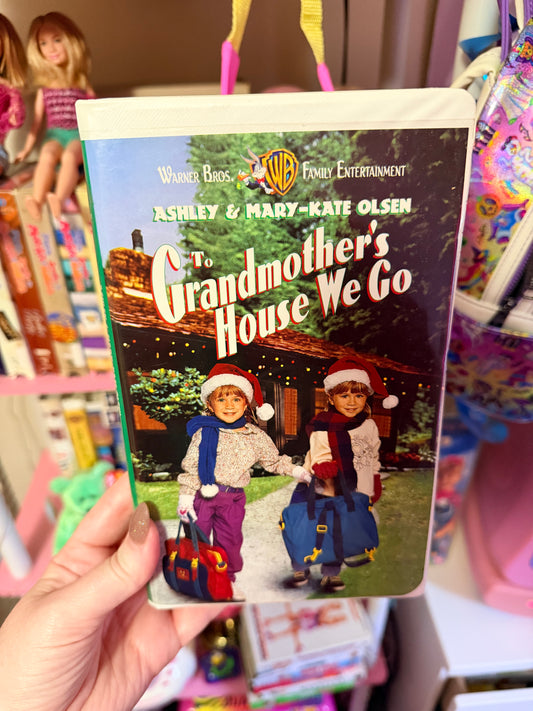 WARNER BROS. WB FAMILY ENTERTAINMENT
ASHLEY & MARY-KATE OLSEN
To
Grandmother's
House We Go